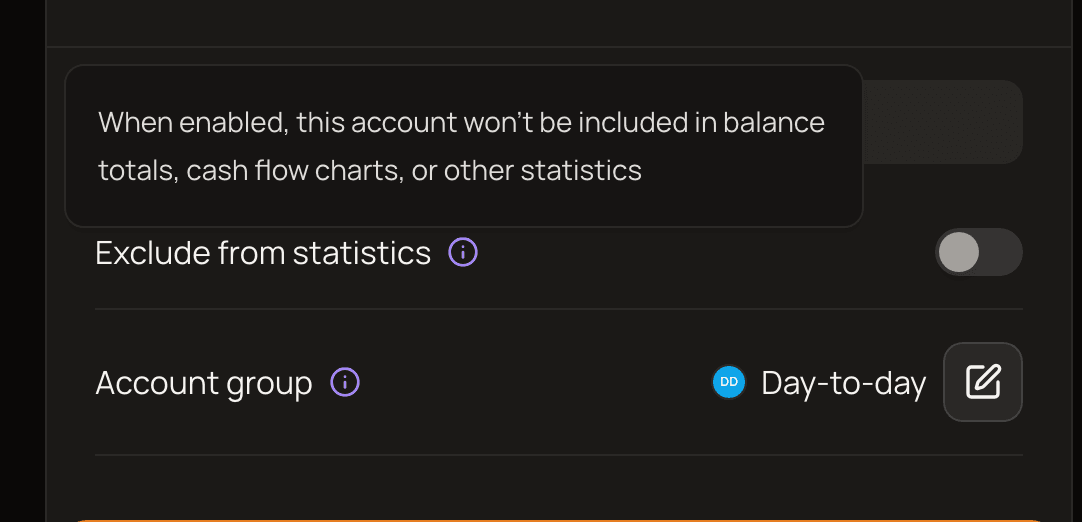 When enabled, this account won’t be included in balance
totals, cash flow charts, or other statistics
Exclude from statistics
Account group
DD Day-to-day